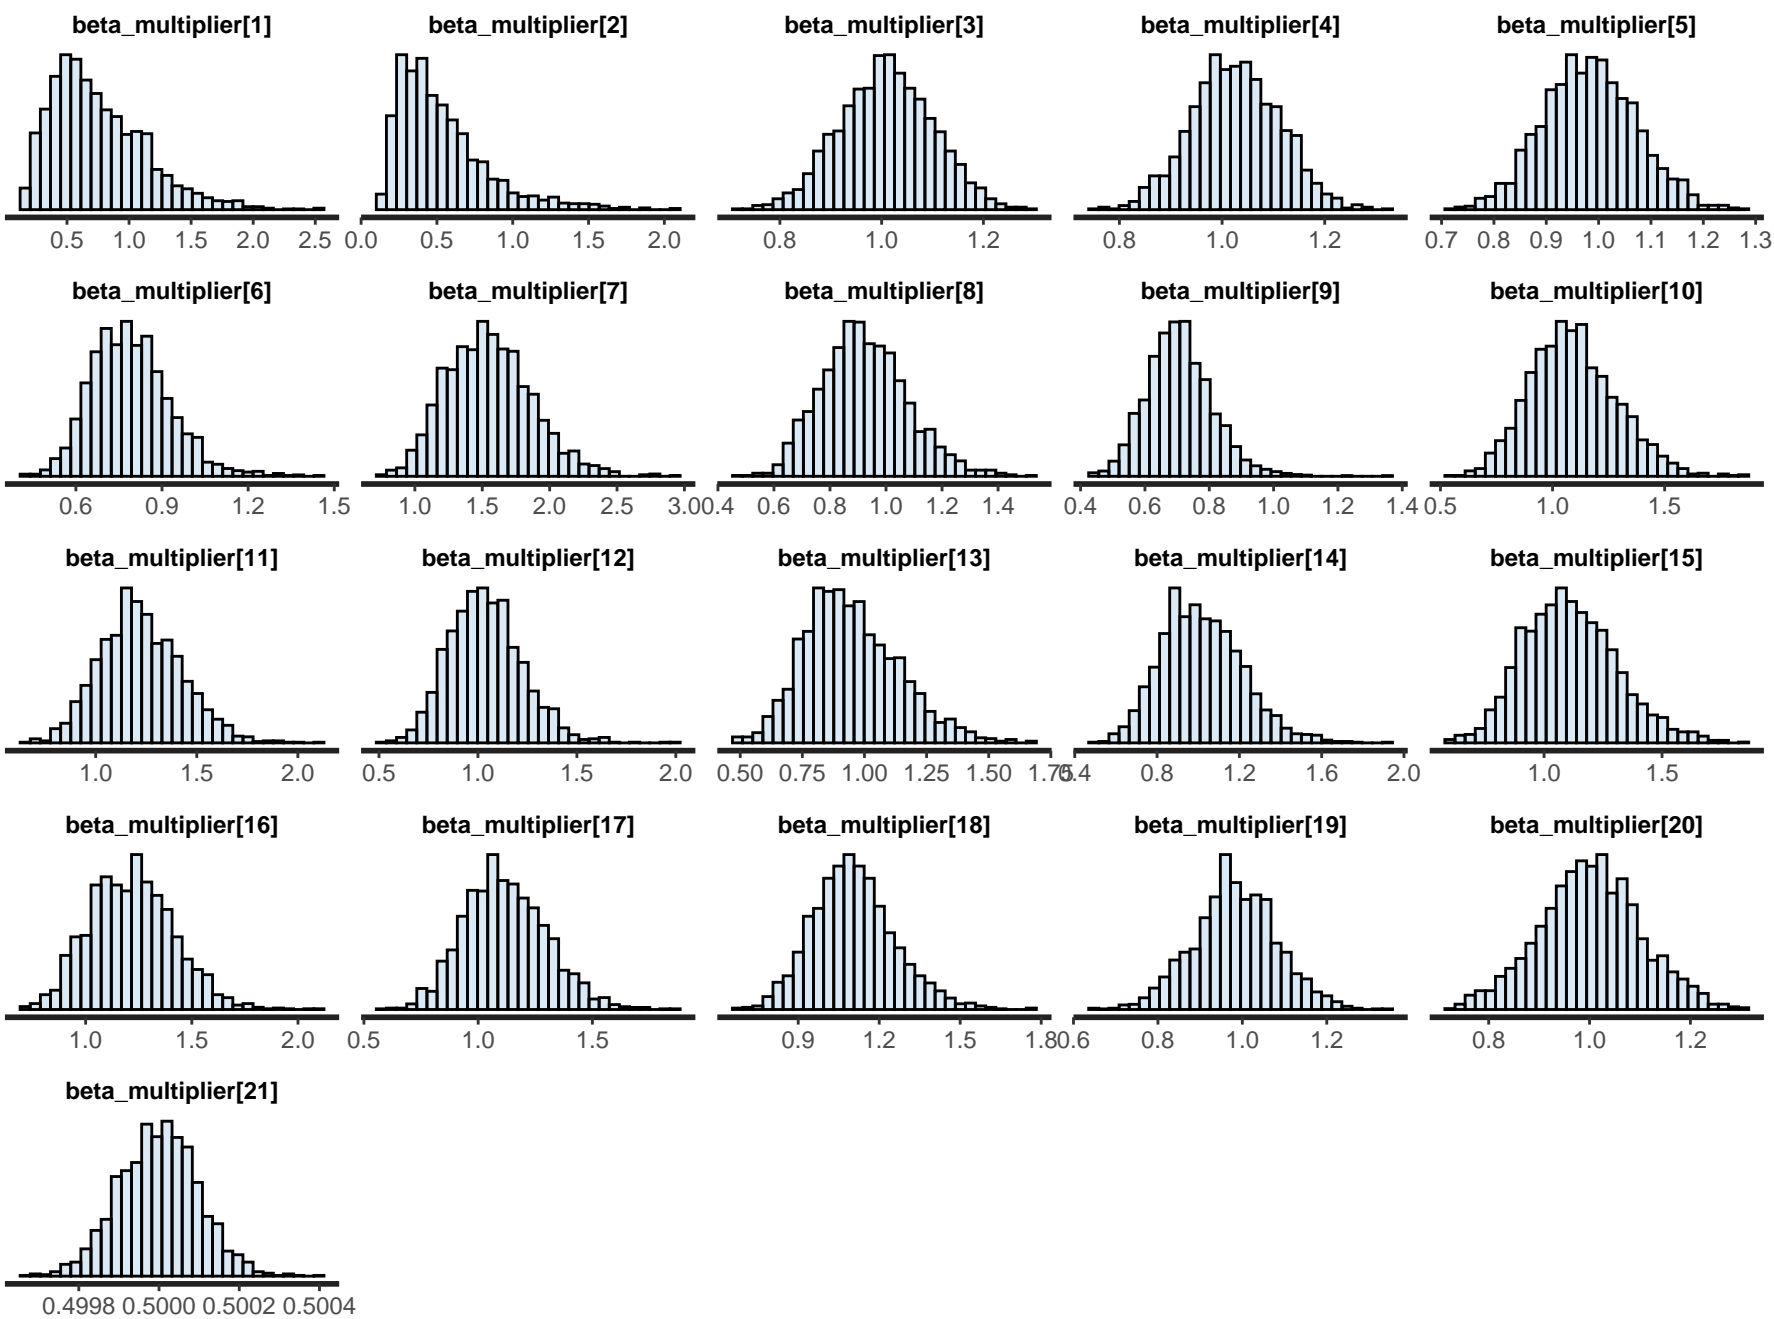 beta_multiplier[1] beta_multiplier[2] beta_multiplier[3] beta_multiplier[4] beta_multiplier[5]
0.5 1.0 1.5 2.0 2.5 0.0 0.5 1.0 1.5 2.0 0.8 1.0 1.2 0.8 1.0 1.2 0.7 0.8 0.9 1.0 1.1 1.2 1.3
beta_multiplier[6] beta_multiplier[7] beta_multiplier[8] beta_multiplier[9] beta_multiplier[10]
0.6 0.9 1.2 1.5 1.0 1.5 2.0 2.5 3.0 0.4 0.6 0.8 1.0 1.2 1.4 0.4 0.6 0.8 1.0 1.2 1.4 0.5 1.0 1.5
beta_multiplier[11] beta_multiplier[12] beta_multiplier[13] beta_multiplier[14] beta_multiplier[15]
1.0 1.5 2.0 0.5 1.0 1.5 2.0 0.50 0.75 1.00 1.25 1.50 1.75 0.4 0.8 1.2 1.6 2.0 1.0 1.5
beta_multiplier[16] beta_multiplier[17] beta_multiplier[18] beta_multiplier[19] beta_multiplier[20]
1.0 1.5 2.0 0.5 1.0 1.5 0.9 1.2 1.5 1.8 0.6 0.8 1.0 1.2 0.8 1.0 1.2
beta_multiplier[21]
0.4998 0.5000 0.5002 0.5004